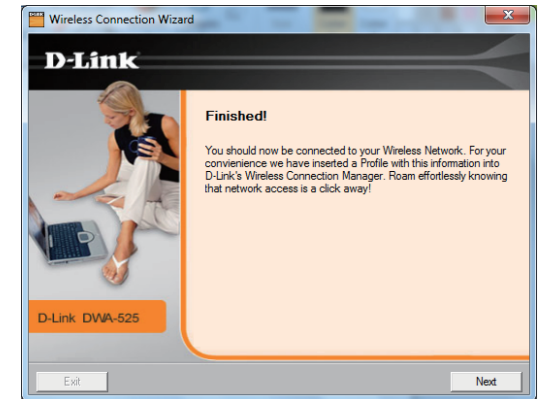 Wireless Connection Wizard
D-Link
Finished!
You should now be connected to your Wireless Network. For your
convienience we have inserted a Profile with this information into
D-Link's Wireless Connection Manager. Roam effortlessly knowing
that network access is a click away!
D-Link DWA-525
Exit
Next